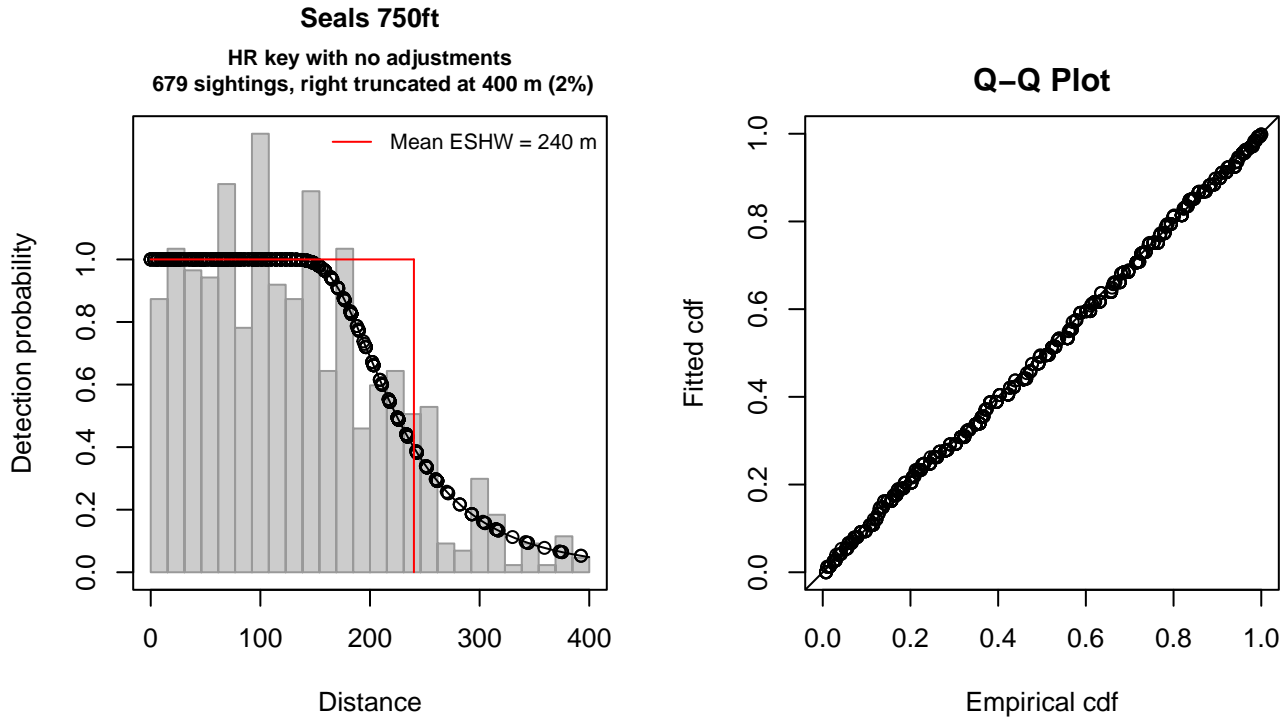 Seals 750ft
HR key with no adjustments
679 sightings, right truncated at 400 m (2%)
Mean ESHW = 240 m
Detection probability
0.0 0.2 0.4 0.6 0.8 1.0
0 100 200 300 400
Distance
Q−Q Plot
Fitted cdf
0.0 0.2 0.4 0.6 0.8 1.0
0.0 0.2 0.4 0.6 0.8 1.0
Empirical cdf